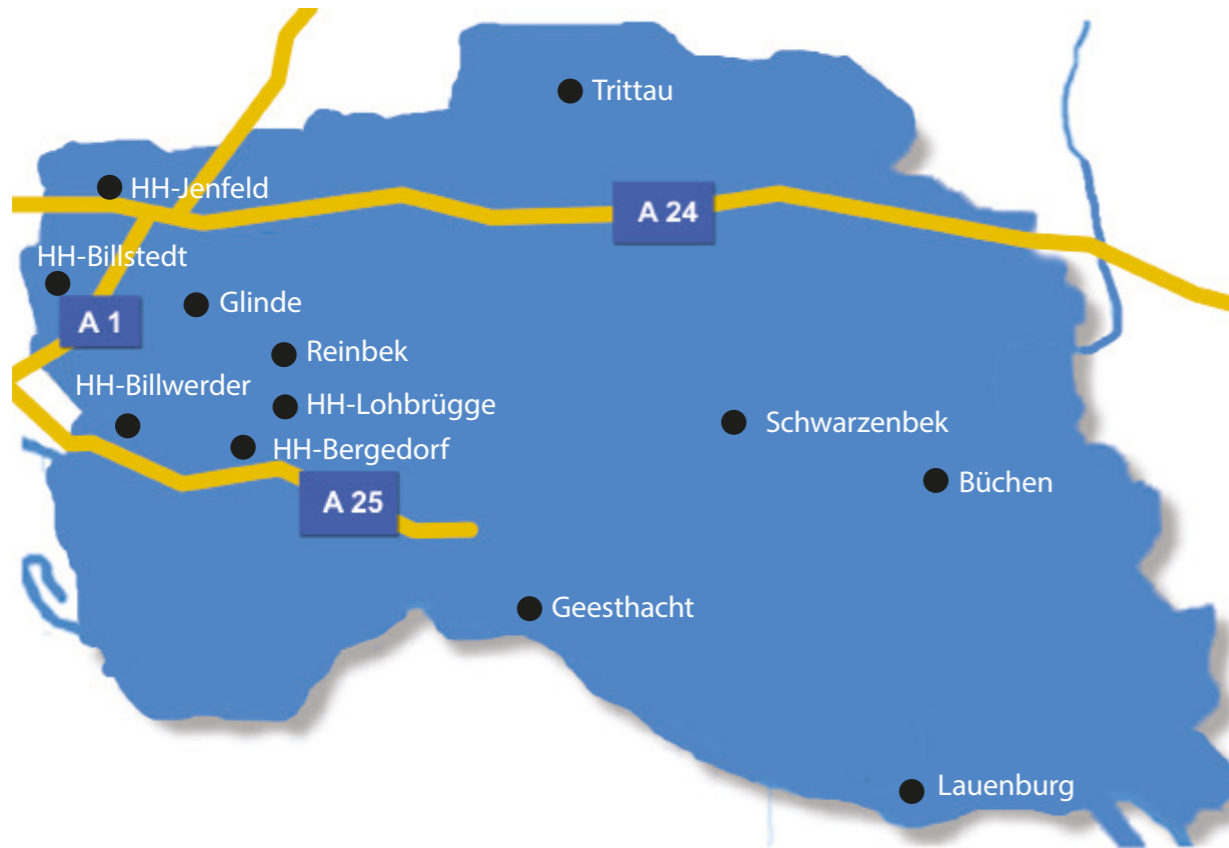 Trittau
HH-Jenfeld
A 24
HH-Billstedt
Glinde
A 1
Reinbek
HH-Billwerder
HH-Lohbrügge
Schwarzenbek
HH-Bergedorf
Büchen
A 25
Geesthacht
Lauenburg